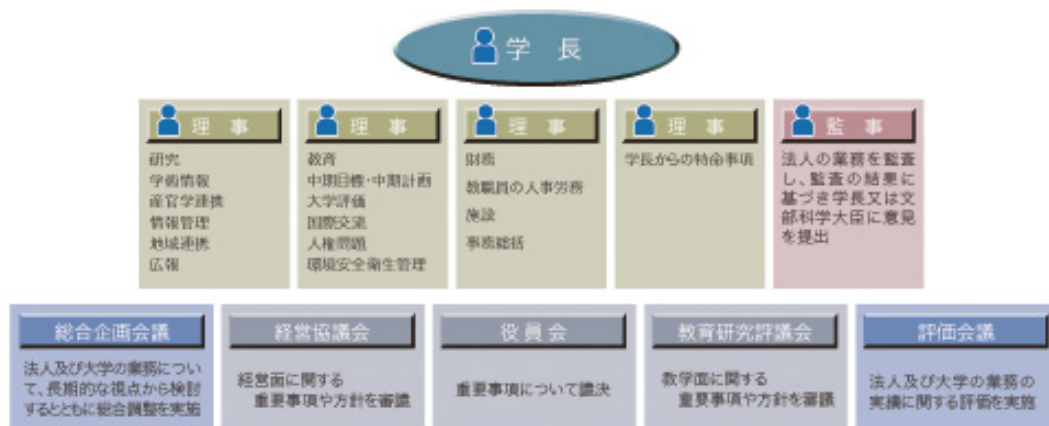 学 長
理 事
研究
学術情報
産官学連携
情報管理
地域連携
広報
理 事
教育
中期目標・中期計画
大学評価
国際交流
人権問題
環境安全衛生管理
理 事
財務
教職員の人事労務
施設
事務総括
理 事
学長からの特命事項
監 事
法人の業務を監査
し、監査の結果に
基づき学長又は文
部科学大臣に意見
を提出
総合企画会議
法人及び大学の業務につい
て、長期的な視点から検討
するとともに総合調整を実施
経営協議会
経営面に関する
重要事項や方針を審議
役員会
重要事項について議決
教育研究評議会
教学面に関する
重要事項や方針を審議
評価会議
法人及び大学の業務の
実績に関する評価を実施